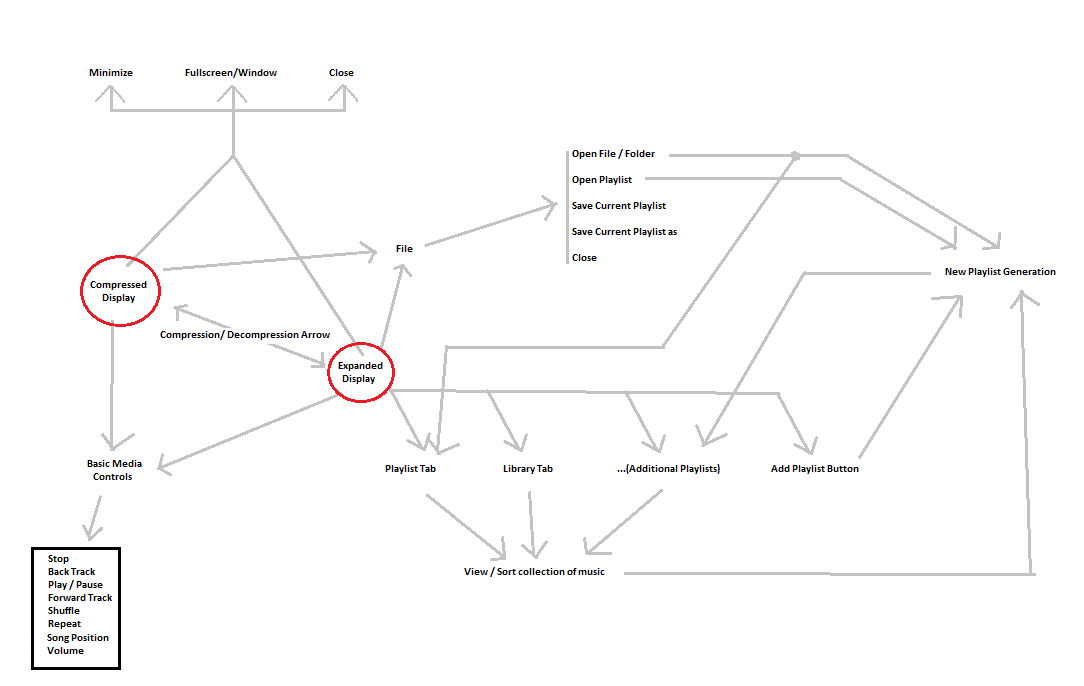 Minimize
Fullscreen/Window
Close
Open File / Folder
Open Playlist
Save Current Playlist
Save Current Playlist as
Close
File
New Playlist Generation
Compressed
Display
Compression/ Decompression Arrow
Expanded
Display
Basic Media
Controls
Playlist Tab
Library Tab
...(Additional Playlists)
Add Playlist Button
Stop
Back Track
Play / Pause
Forward Track
Shuffle
Repeat
Song Position
Volume
View / Sort collection of music